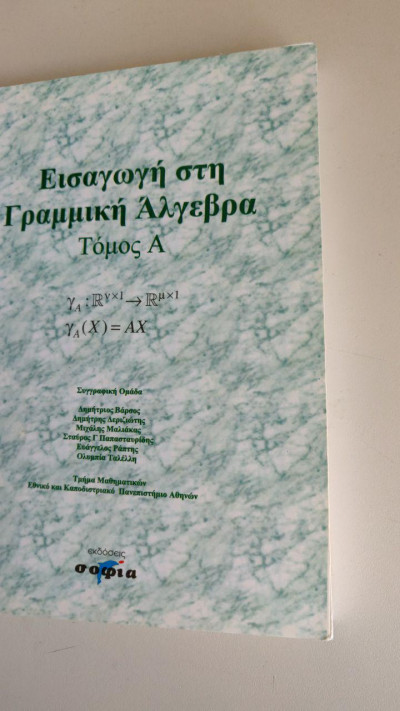 Εισαγωγή στη
Γραμμική Άλγεβρα
Τόμος Α
γ_A : ℝ^{ν×1} → ℝ^{μ×1}
γ_A(X) = AX
Συγγραφική Ομάδα
Δημήτριος Βάρσος
Δημήτρης Δεριζιώτης
Μιχάλης Μαλιάκας
Σταύρος Γ Παπασταυρίδης
Ευάγγελος Ράπτης
Ολυμπία Ταλέλλη
Τμήμα Μαθηματικών
Εθνικό και Καποδιστριακό Πανεπιστήμιο Αθηνών
εκδόσεις
σοφία